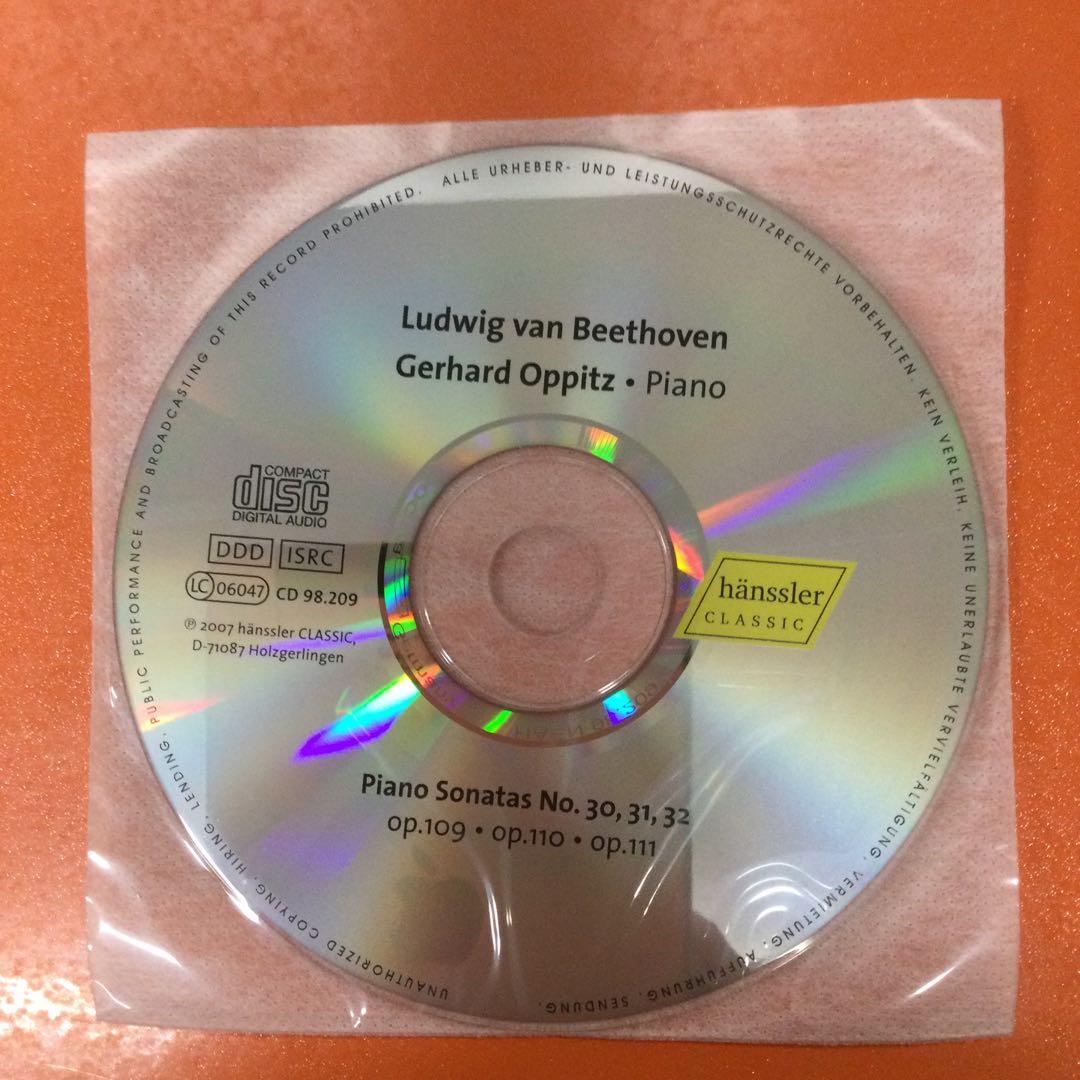 Ludwig van Beethoven
Gerhard Oppitz • Piano
COMPACT
disc
DIGITAL AUDIO
DDD ISRC
LC 06047 CD 98.209
℗ 2007 hänssler CLASSIC,
D-71087 Holzgerlingen
hänssler
CLASSIC
Piano Sonatas No. 30, 31, 32
op.109 • op.110 • op.111
ALLE URHEBER- UND LEISTUNGSSCHUTZRECHTE VORBEHALTEN. KEIN VERLEIH, KEINE UNERLAUBTE VERVIELFÄLTIGUNG, VERMIETUNG, AUFFÜHRUNG, SENDUNG.
UNAUTHORIZED COPYING, HIRING, LENDING, PUBLIC PERFORMANCE AND BROADCASTING OF THIS RECORD PROHIBITED.